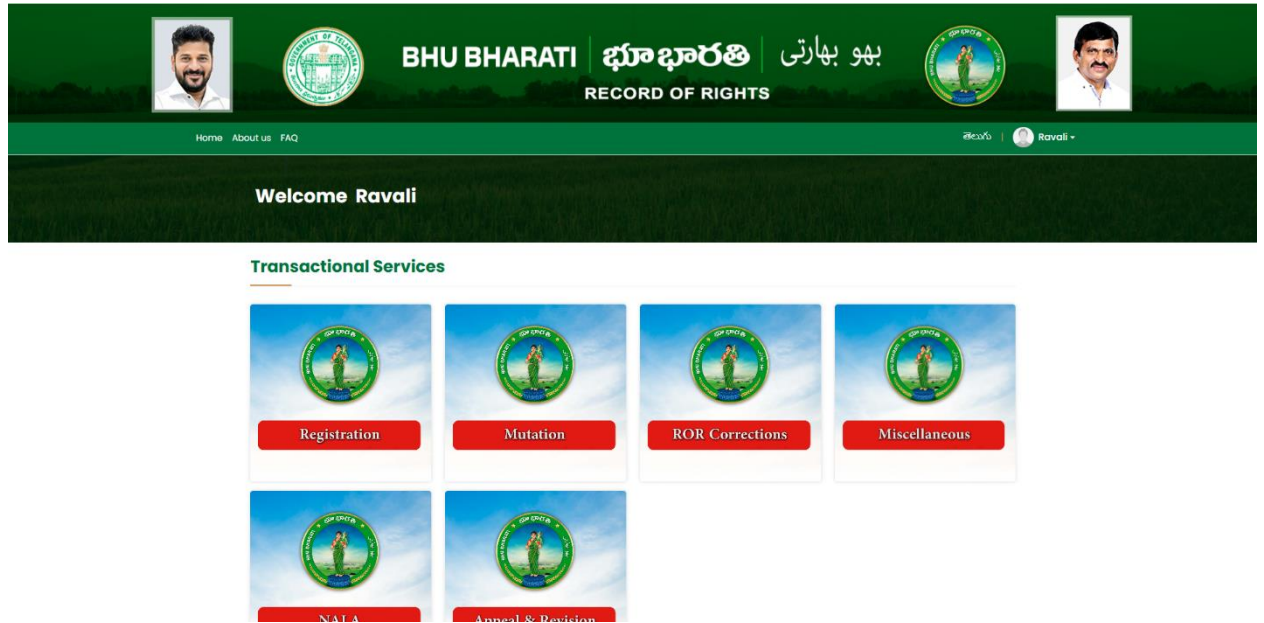 BHU BHARATI | భూ భారతి | بھو بھارتی
RECORD OF RIGHTS
Home About us FAQ
తెలుగు | Ravali
Welcome Ravali
Transactional Services
Registration
Mutation
ROR Corrections
Miscellaneous
NALA
Appeal & Revision